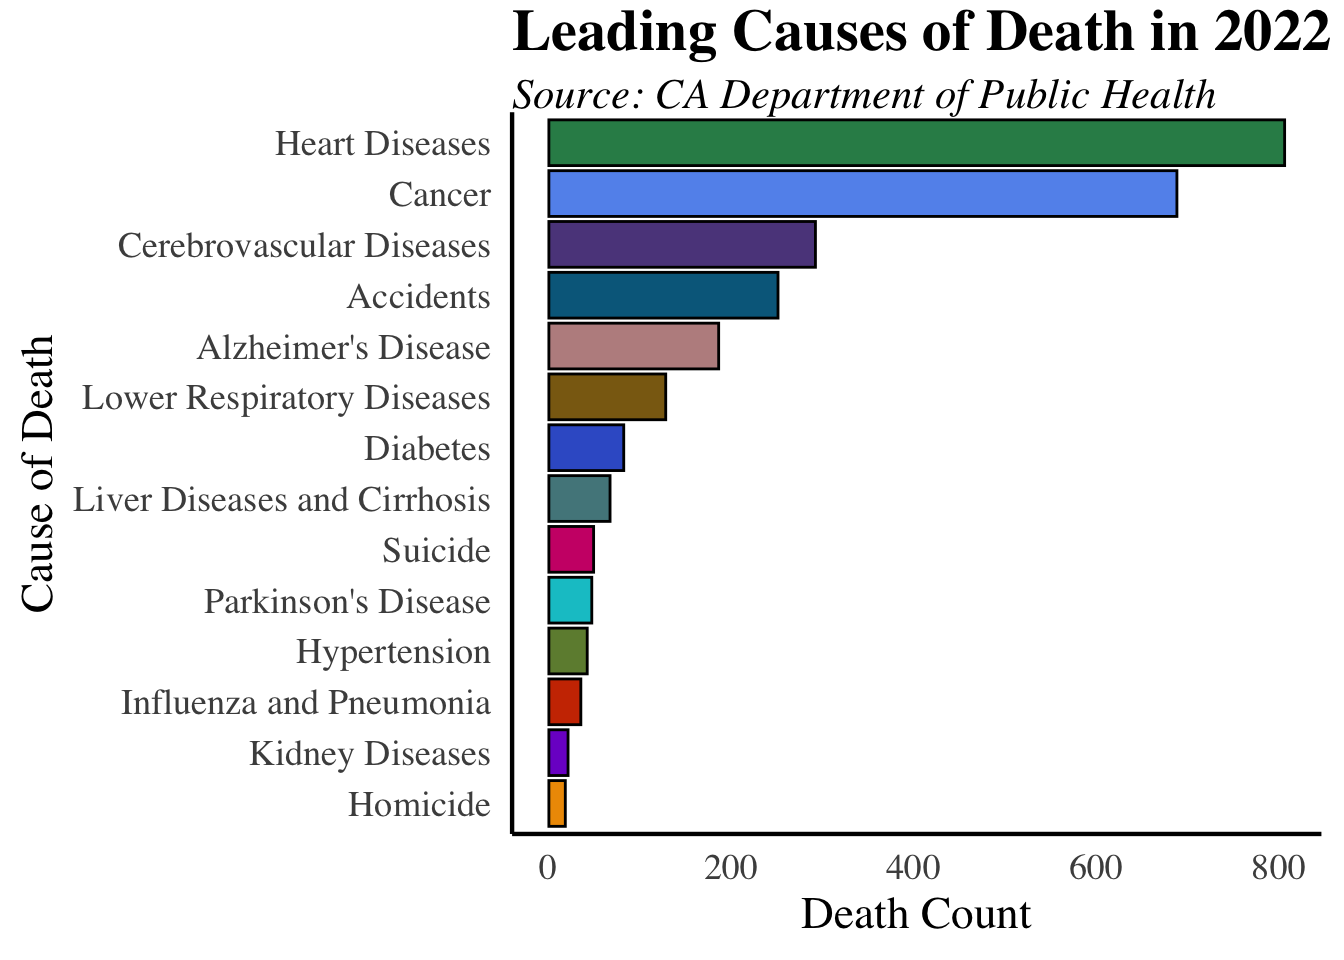 Leading Causes of Death in 2022
Source: CA Department of Public Health
Cause of Death
Heart Diseases
Cancer
Cerebrovascular Diseases
Accidents
Alzheimer's Disease
Lower Respiratory Diseases
Diabetes
Liver Diseases and Cirrhosis
Suicide
Parkinson's Disease
Hypertension
Influenza and Pneumonia
Kidney Diseases
Homicide
0 200 400 600 800
Death Count